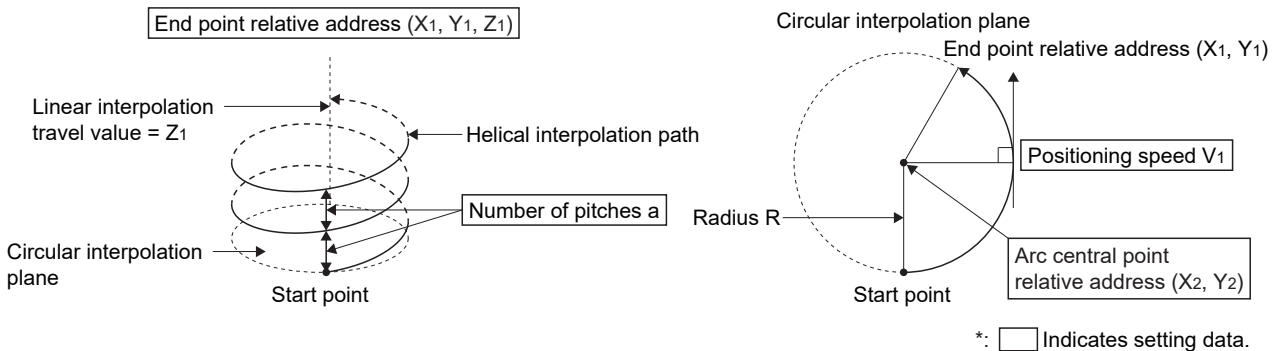 End point relative address (X1, Y1, Z1)
Linear interpolation
travel value = Z1
Helical interpolation path
Number of pitches a
Circular interpolation
plane
Start point
Circular interpolation plane
End point relative address (X1, Y1)
Positioning speed V1
Radius R
Arc central point
relative address (X2, Y2)
Start point
*: Indicates setting data.